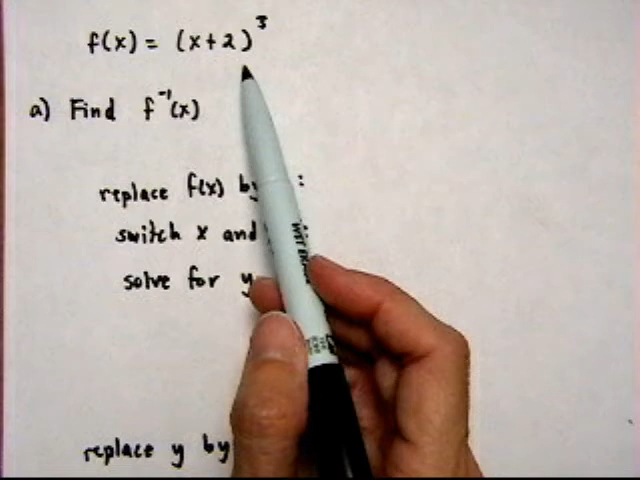 f(x) = (x+2)³
a) Find f⁻¹(x)
replace f(x) by :
switch x and
solve for y
replace y by